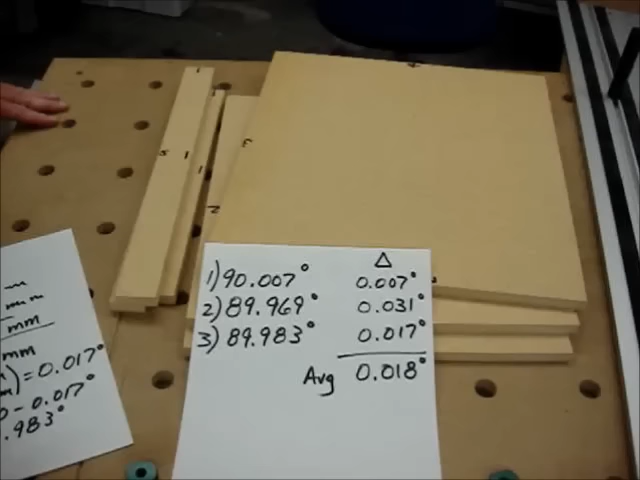 mm
mm
) = 0.017°
- 0.017°
.983°
△
1) 90.007° 0.007°
2) 89.969° 0.031°
3) 89.983° 0.017°
Avg 0.018°